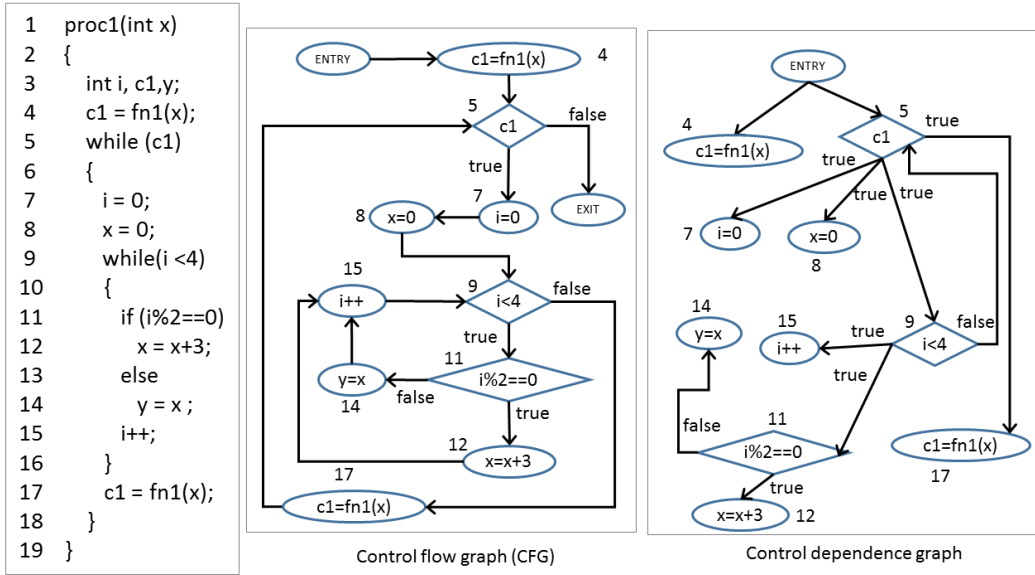 1 proc1(int x)
2 {
3 int i, c1,y;
4 c1 = fn1(x);
5 while (c1)
6 {
7 i = 0;
8 x = 0;
9 while(i <4)
10 {
11 if (i%2==0)
12 x = x+3;
13 else
14 y = x ;
15 i++;
16 }
17 c1 = fn1(x);
18 }
19 }
ENTRY
c1=fn1(x)
4
5
c1
false
true
7
8
x=0
i=0
EXIT
15
i++
9
i<4
false
true
11
y=x
false
i%2==0
14
true
12
x=x+3
17
c1=fn1(x)
Control flow graph (CFG)
ENTRY
5
true
4
c1
c1=fn1(x)
true
true
true
7
i=0
x=0
8
14
y=x
15
i++
true
9
i<4
false
true
false
11
i%2==0
c1=fn1(x)
17
true
x=x+3
12
Control dependence graph